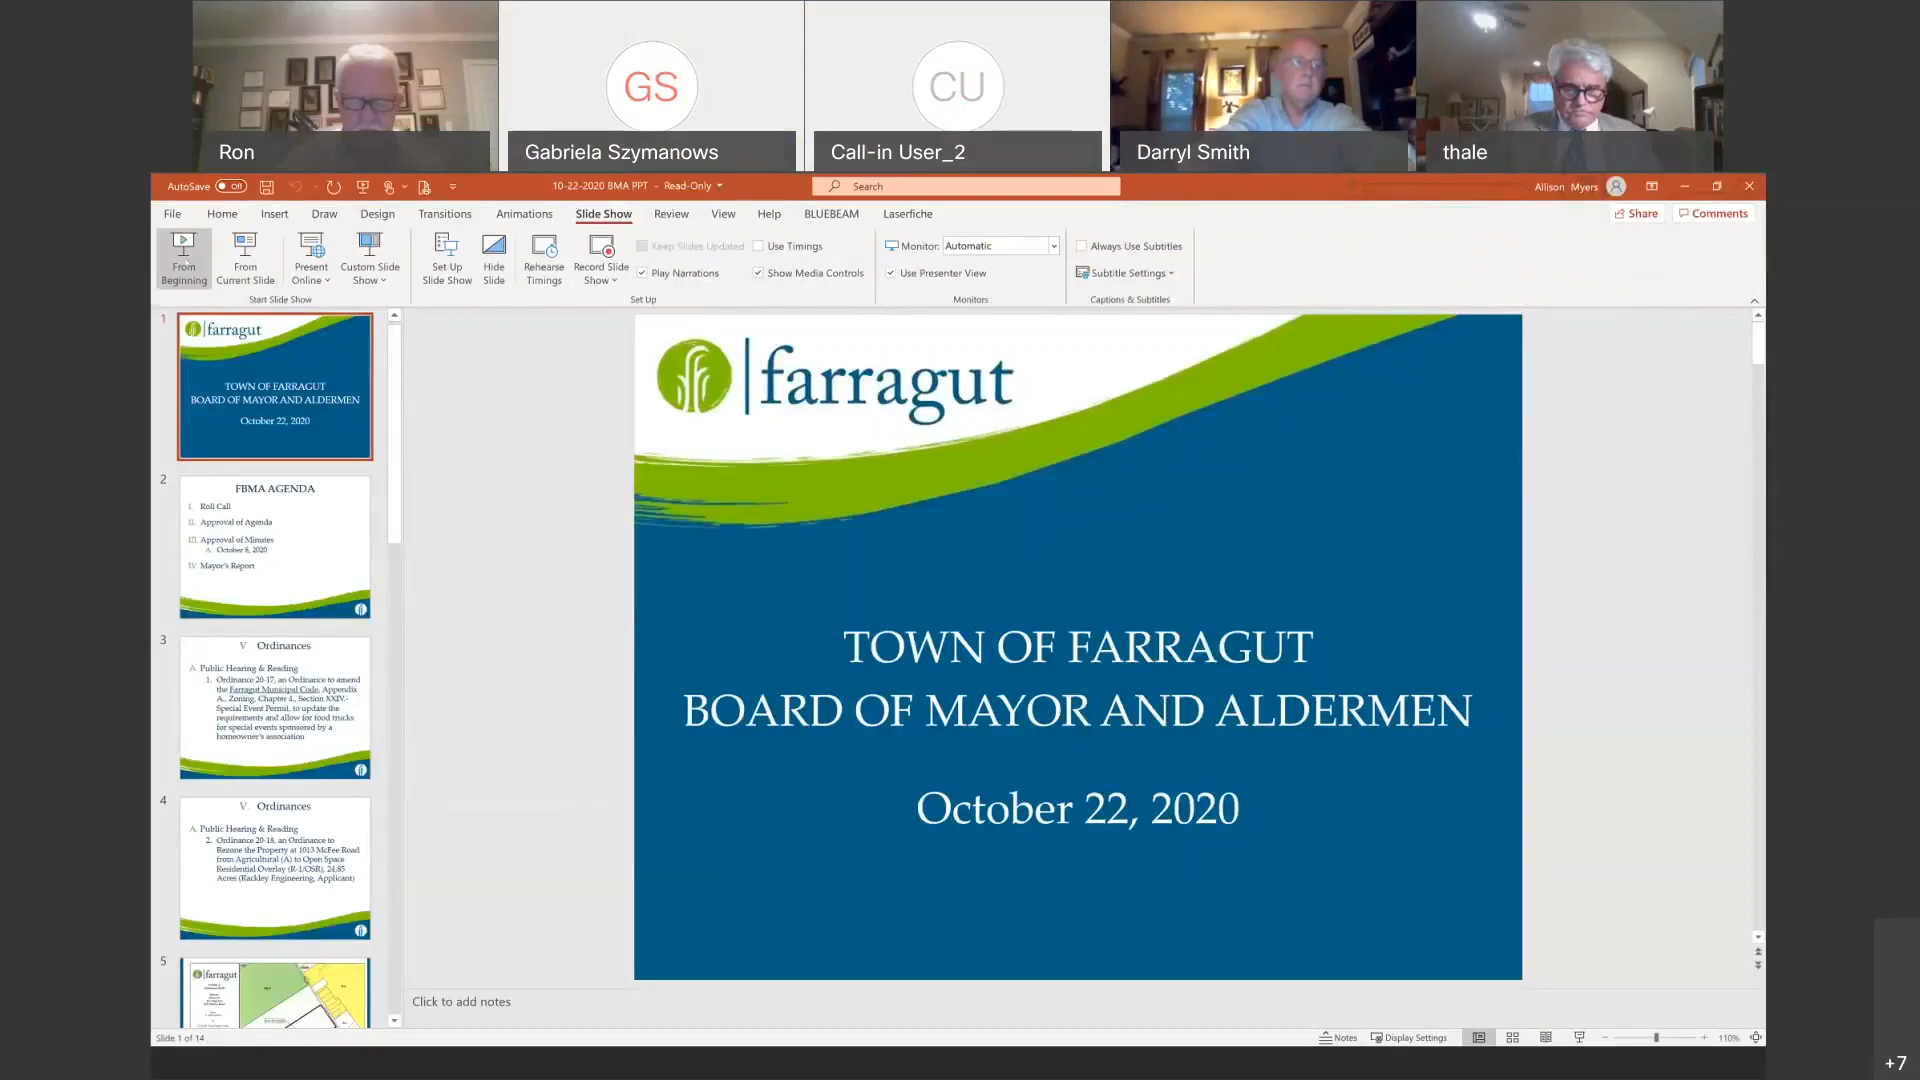 GS
CU
Ron
Gabriela Szymanows
Call-in User_2
Darryl Smith
thale
AutoSave Off
10-22-2020 BMA PPT - Read-Only
Search
Allison Myers
File Home Insert Draw Design Transitions Animations Slide Show Review View Help BLUEBEAM Laserfiche
Share
Comments
From Beginning
From Current Slide
Present Online
Custom Slide Show
Start Slide Show
Set Up Slide Show
Hide Slide
Rehearse Timings
Record Slide Show
Keep Slides Updated
Use Timings
Play Narrations
Show Media Controls
Set Up
Monitor: Automatic
Use Presenter View
Monitors
Always Use Subtitles
Subtitle Settings
Captions & Subtitles
1
farragut
TOWN OF FARRAGUT
BOARD OF MAYOR AND ALDERMEN
October 22, 2020
2
FBMA AGENDA
I. Roll Call
II. Approval of Agenda
III. Approval of Minutes
A. October 8, 2020
IV Mayor's Report
3
V Ordinances
A. Public Hearing & Reading
1. Ordinance 20-17, an Ordinance to amend
the Farragut Municipal Code, Appendix
A., Zoning, Chapter 4., Section XXIV.-
Special Event Permit, to update the
requirements and allow for food trucks
for special events sponsored by a
homeowner's association
4
V. Ordinances
A. Public Hearing & Reading
2. Ordinance 20-18, an Ordinance to
Rezone the Property at 1013 McFee Road
from Agricultural (A) to Open Space
Residential Overlay (R-1/OSR), 24.85
Acres (Rackley Engineering, Applicant)
5
farragut
farragut
TOWN OF FARRAGUT
BOARD OF MAYOR AND ALDERMEN
October 22, 2020
Click to add notes
Slide 1 of 14
Notes
Display Settings
110%
+7